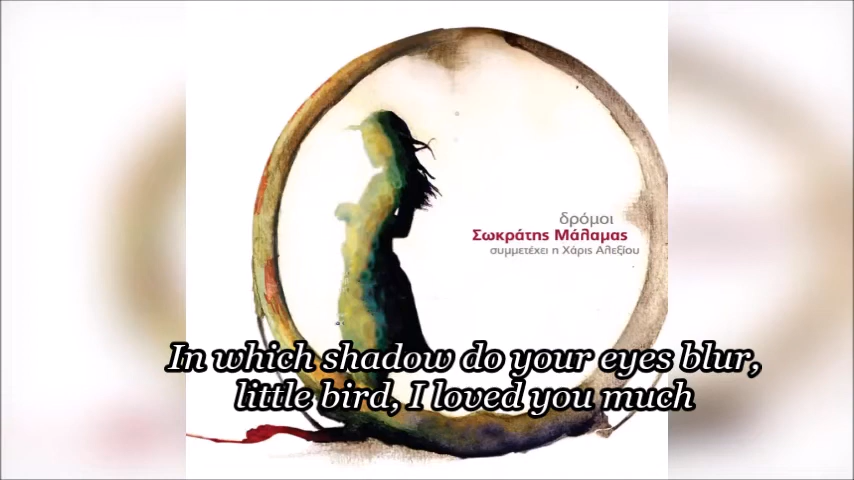 δρόμοι
Σωκράτης Μάλαμας
συμμετέχει η Χάρις Αλεξίου
In which shadow do your eyes blur,
little bird, I loved you much